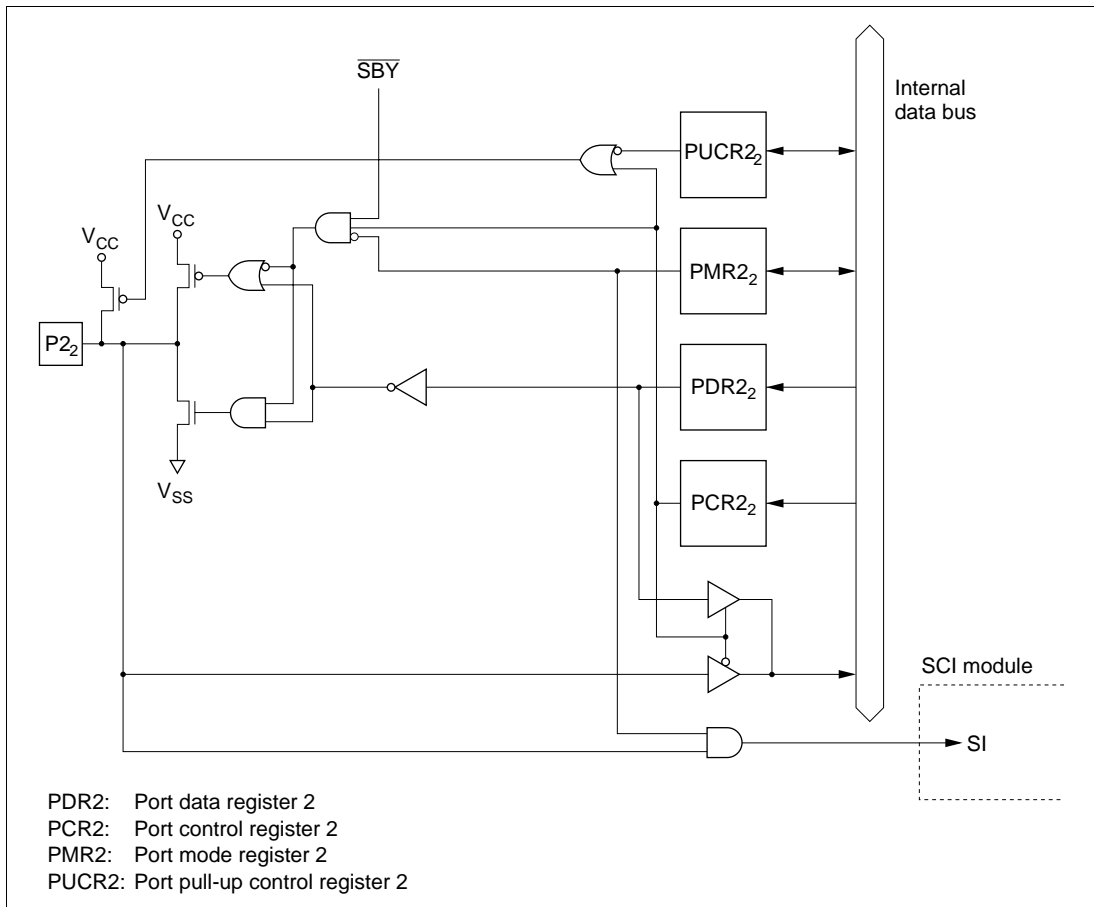 SBY
Internal
data bus
PUCR2₂
V_CC
V_CC
PMR2₂
P2₂
PDR2₂
V_SS
PCR2₂
SCI module
SI
PDR2: Port data register 2
PCR2: Port control register 2
PMR2: Port mode register 2
PUCR2: Port pull-up control register 2